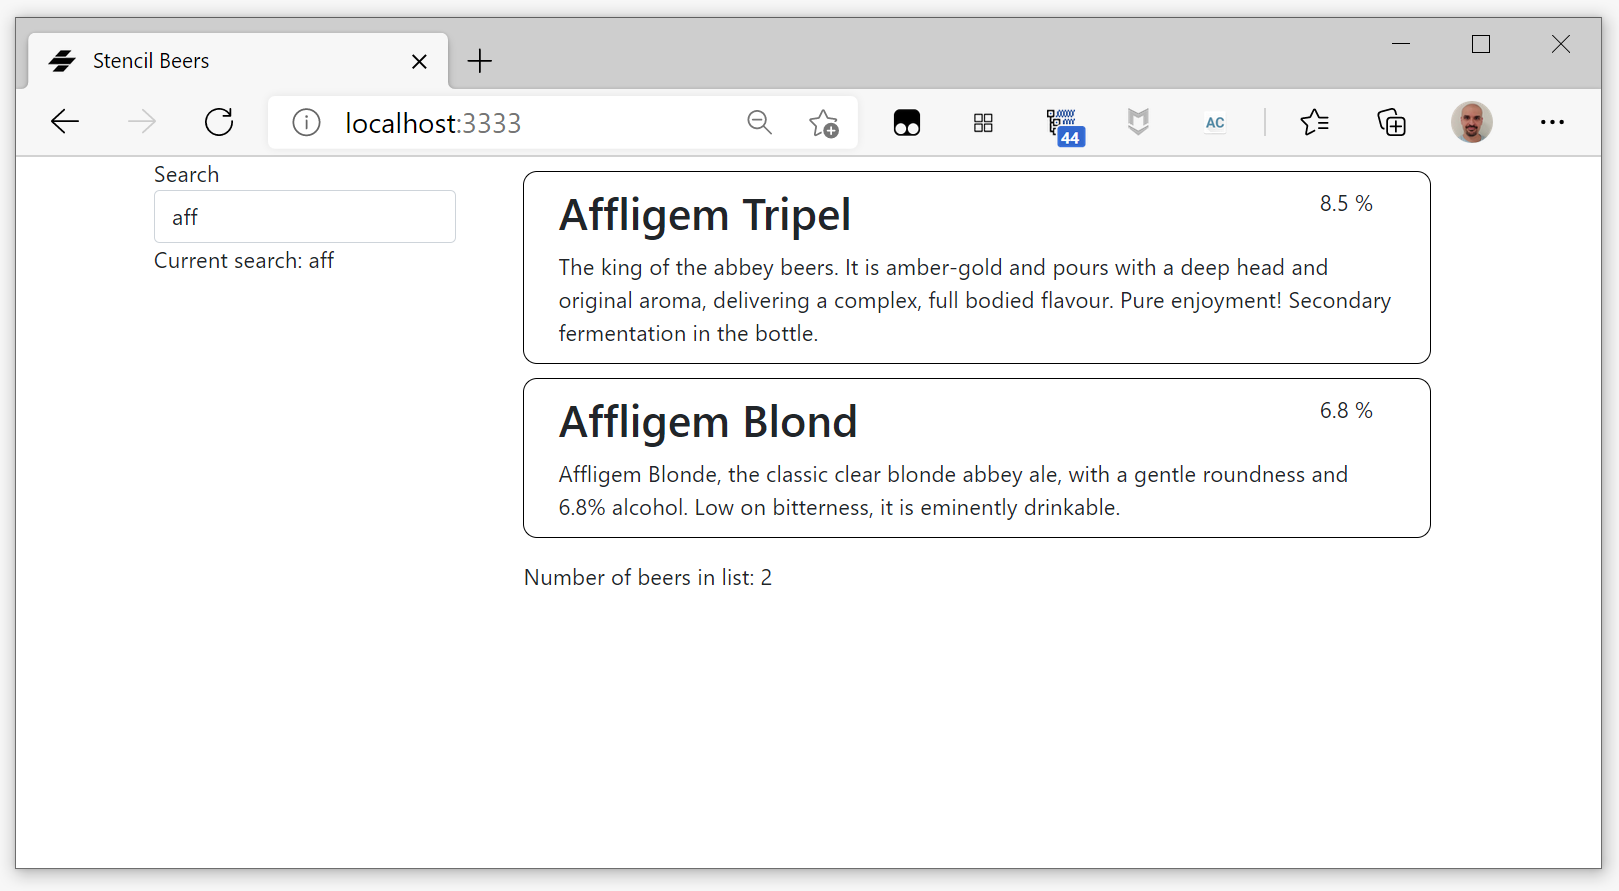 Stencil Beers
localhost:3333
44
AC
Search
aff
Current search: aff
Affligem Tripel
8.5 %
The king of the abbey beers. It is amber-gold and pours with a deep head and
original aroma, delivering a complex, full bodied flavour. Pure enjoyment! Secondary
fermentation in the bottle.
Affligem Blond
6.8 %
Affligem Blonde, the classic clear blonde abbey ale, with a gentle roundness and
6.8% alcohol. Low on bitterness, it is eminently drinkable.
Number of beers in list: 2